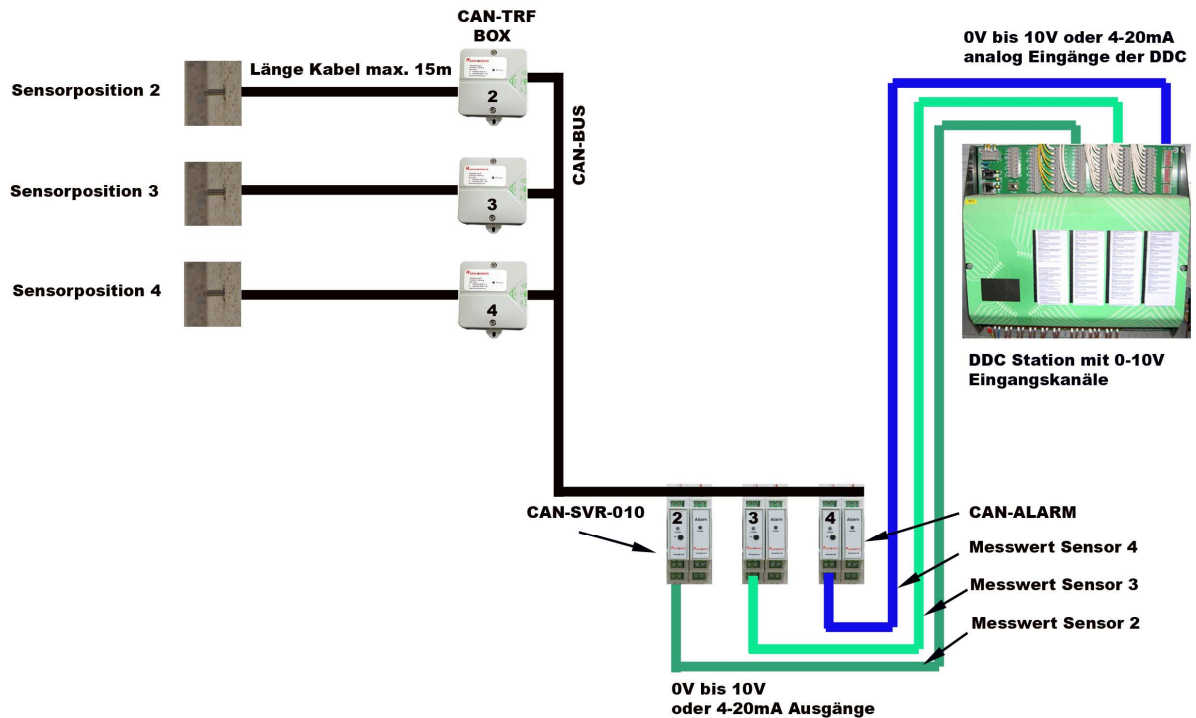 CAN-TRF
BOX
0V bis 10V oder 4-20mA
analog Eingänge der DDC
Länge Kabel max. 15m
Sensorposition 2
2
CAN-BUS
Sensorposition 3
3
Sensorposition 4
4
DDC Station mit 0-10V
Eingangskanäle
CAN-SVR-010
2
Alarm
3
Alarm
4
Alarm
CAN-ALARM
Messwert Sensor 4
Messwert Sensor 3
Messwert Sensor 2
0V bis 10V
oder 4-20mA Ausgänge